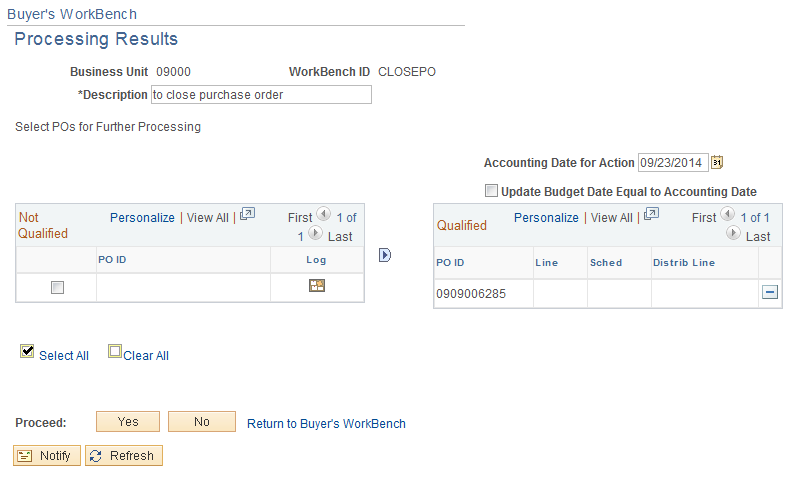 Buyer's WorkBench
Processing Results
Business Unit 09000 WorkBench ID CLOSEPO
*Description to close purchase order
Select POs for Further Processing
Accounting Date for Action 09/23/2014 31
Update Budget Date Equal to Accounting Date
Not Qualified Personalize | View All | First 1 of 1 Last
PO ID Log
Qualified Personalize | View All | First 1 of 1 Last
PO ID Line Sched Distrib Line
0909006285
Select All Clear All
Proceed: Yes No Return to Buyer's WorkBench
Notify Refresh